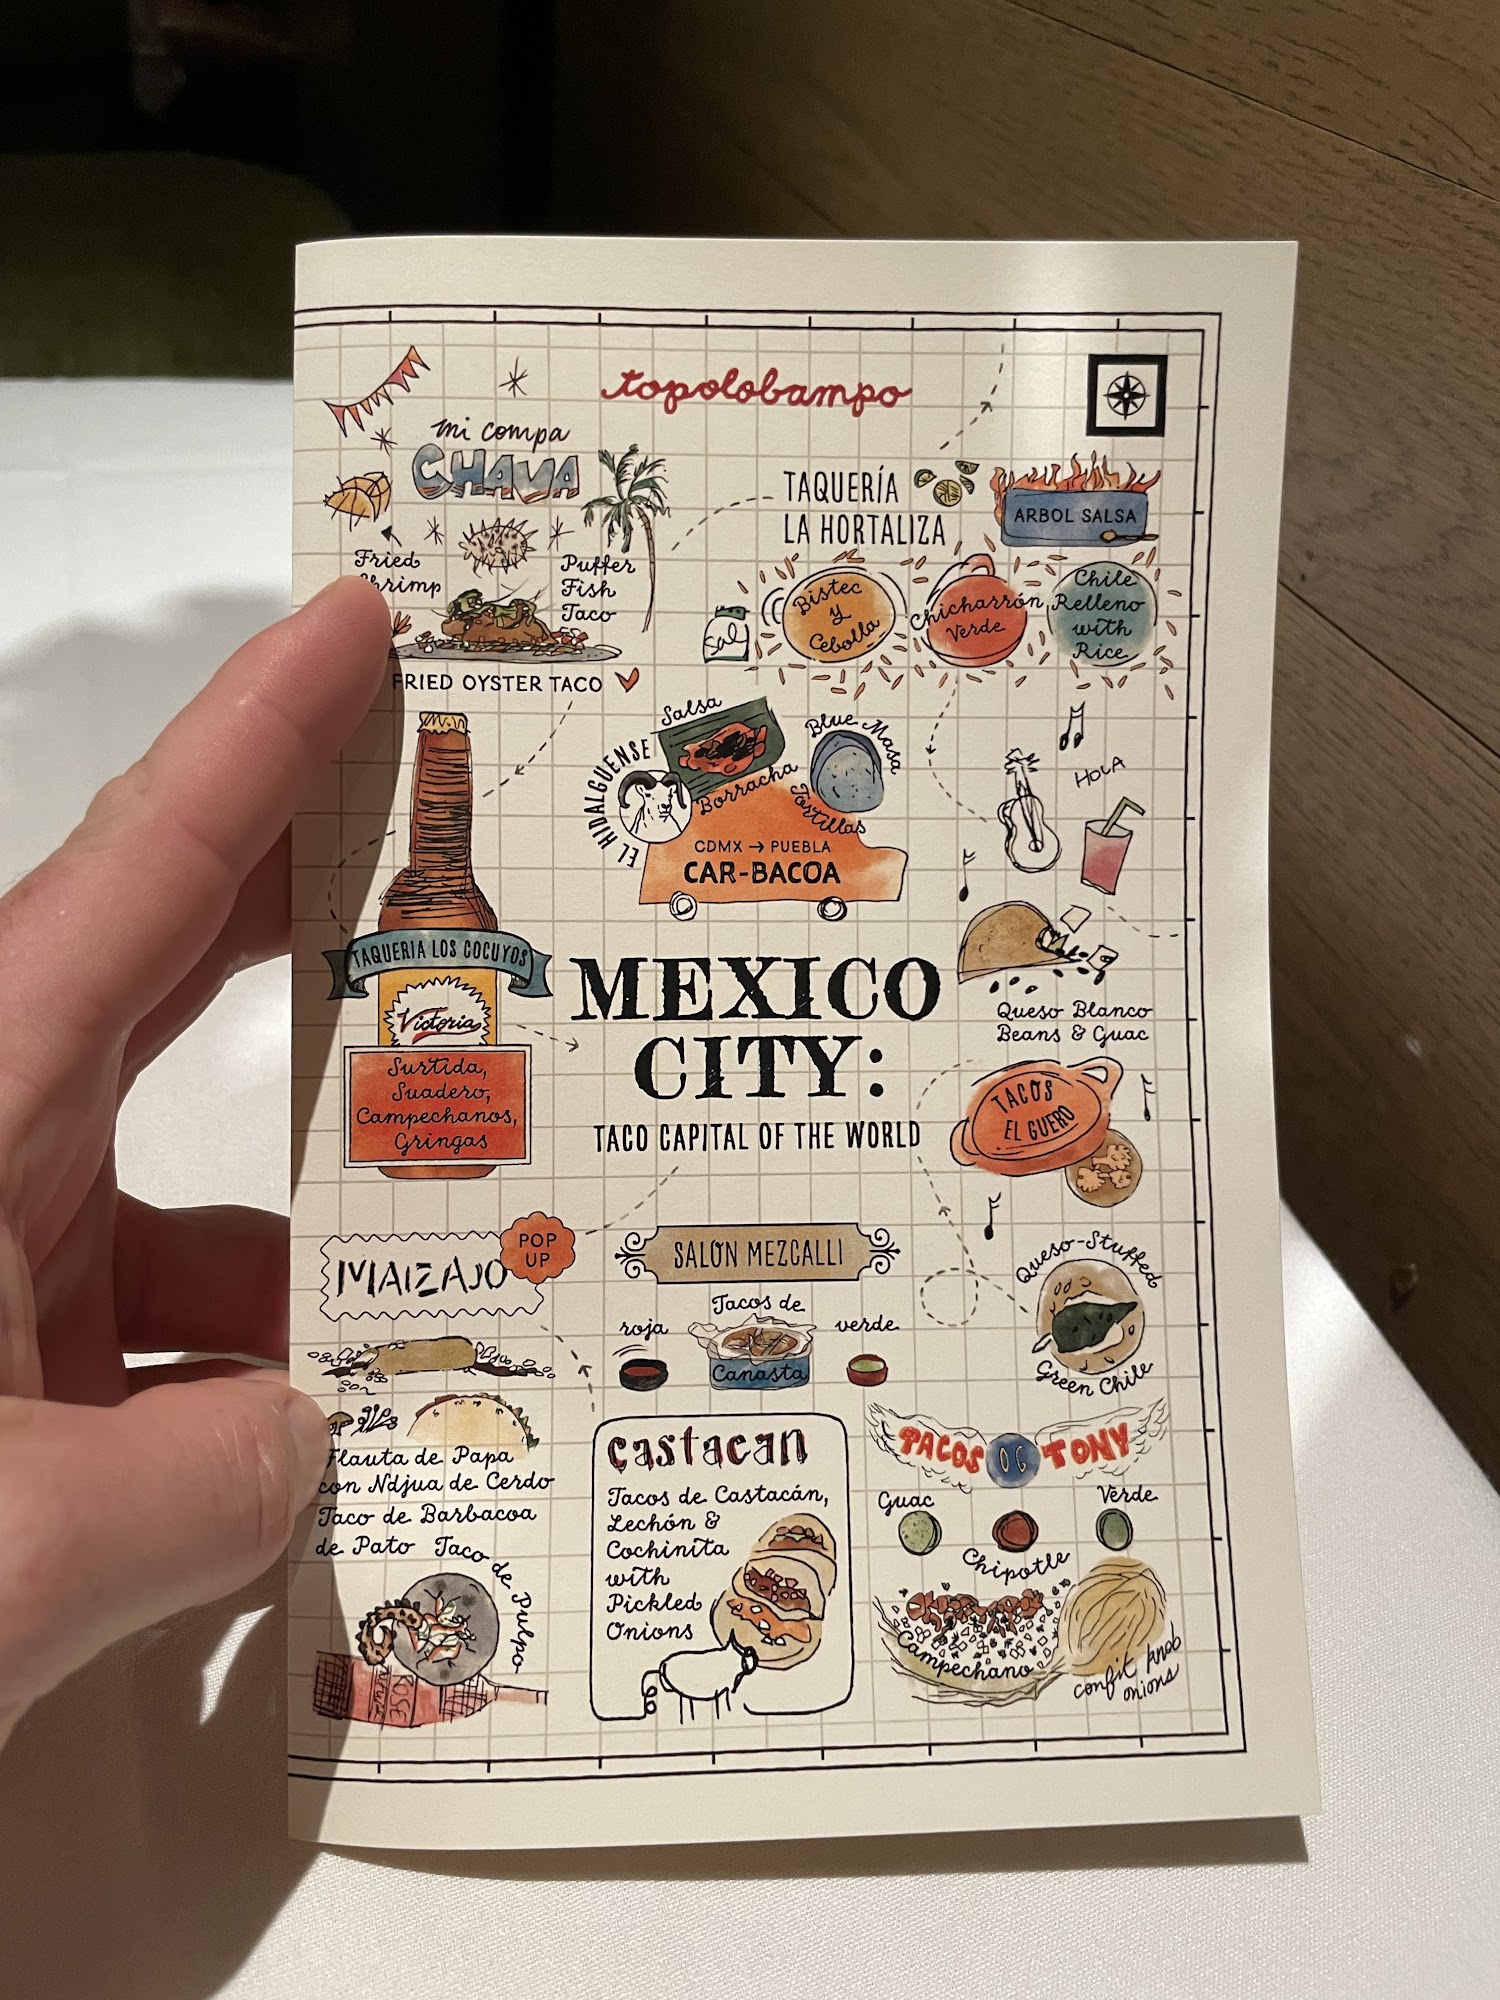 topolobampo
mi compa
CHAVA
Fried
Shrimp
Puffer
Fish
Taco
FRIED OYSTER TACO
TAQUERÍA
LA HORTALIZA
ARBOL SALSA
Sal
Bistec
y
Cebolla
Chicharrón
Verde
Chile
Relleno
with
Rice
EL HIDALGUENSE
Salsa
Borracha
Blue Masa
Tortillas
CDMX → PUEBLA
CAR-BACOA
HOLA
TAQUERIA LOS COCUYOS
Victoria
Surtida,
Suadero,
Campechanos,
Gringas
MEXICO
CITY:
TACO CAPITAL OF THE WORLD
Queso Blanco
Beans & Guac
TACOS
EL GUERO
Queso-Stuffed
Green Chile
MAIZAJO
POP
UP
Flauta de Papa
con Ndjua de Cerdo
Taco de Barbacoa
de Pato
Taco de Pulpo
SALON MEZCALLI
Tacos de
Canasta
roja
verde
castacan
Tacos de Castacán,
Lechón &
Cochinita
with
Pickled
Onions
TACOS OG TONY
Guac
Chipotle
Verde
Campechano
confit knob
onions